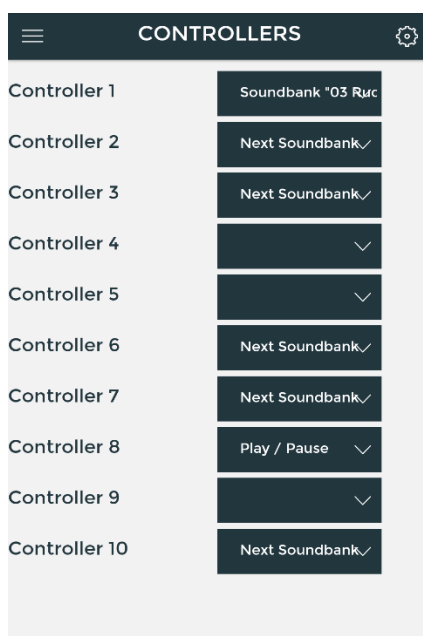 CONTROLLERS
Controller 1 Soundbank "03
Controller 2 Next Soundbank
Controller 3 Next Soundbank
Controller 4
Controller 5
Controller 6 Next Soundbank
Controller 7 Next Soundbank
Controller 8 Play / Pause
Controller 9
Controller 10 Next Soundbank